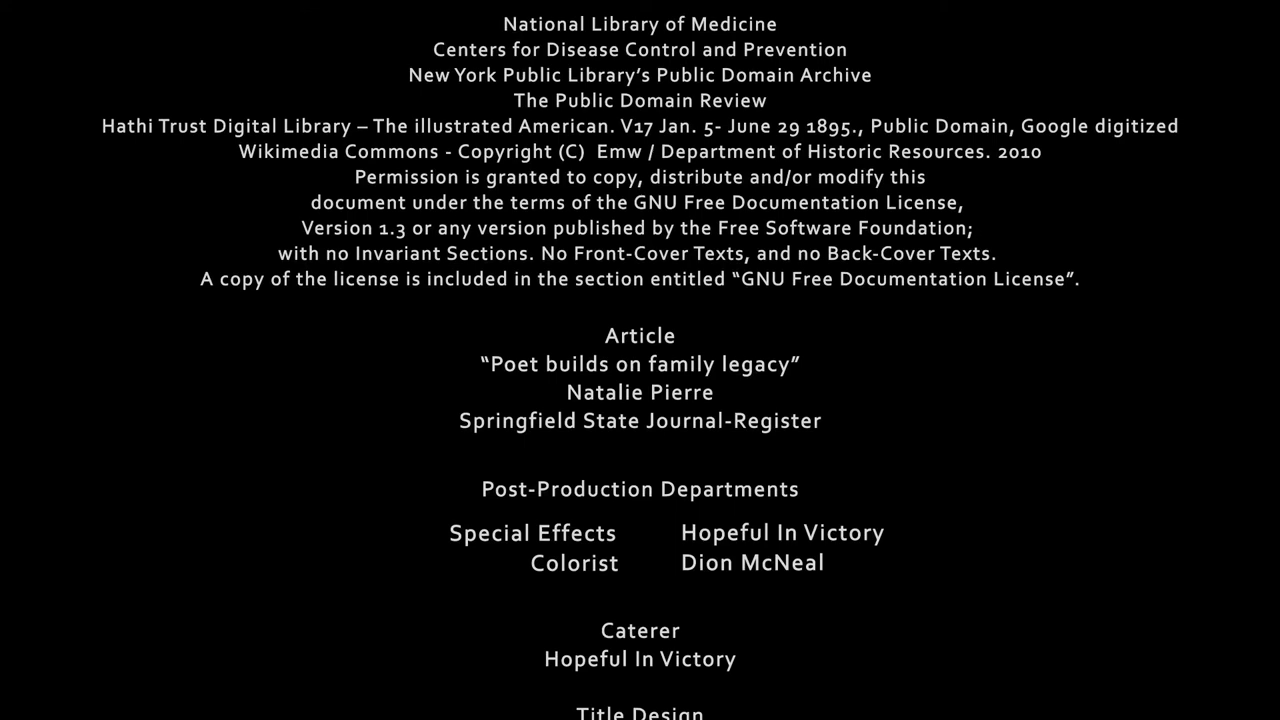 National Library of Medicine
Centers for Disease Control and Prevention
New York Public Library’s Public Domain Archive
The Public Domain Review
Hathi Trust Digital Library – The illustrated American. V17 Jan. 5- June 29 1895., Public Domain, Google digitized
Wikimedia Commons - Copyright (C)  Emw / Department of Historic Resources. 2010
Permission is granted to copy, distribute and/or modify this
document under the terms of the GNU Free Documentation License,
Version 1.3 or any version published by the Free Software Foundation;
with no Invariant Sections. No Front-Cover Texts, and no Back-Cover Texts.
A copy of the license is included in the section entitled “GNU Free Documentation License”.
Article
“Poet builds on family legacy”
Natalie Pierre
Springfield State Journal-Register
Post-Production Departments
Special Effects Hopeful In Victory
Colorist Dion McNeal
Caterer
Hopeful In Victory
Title Design